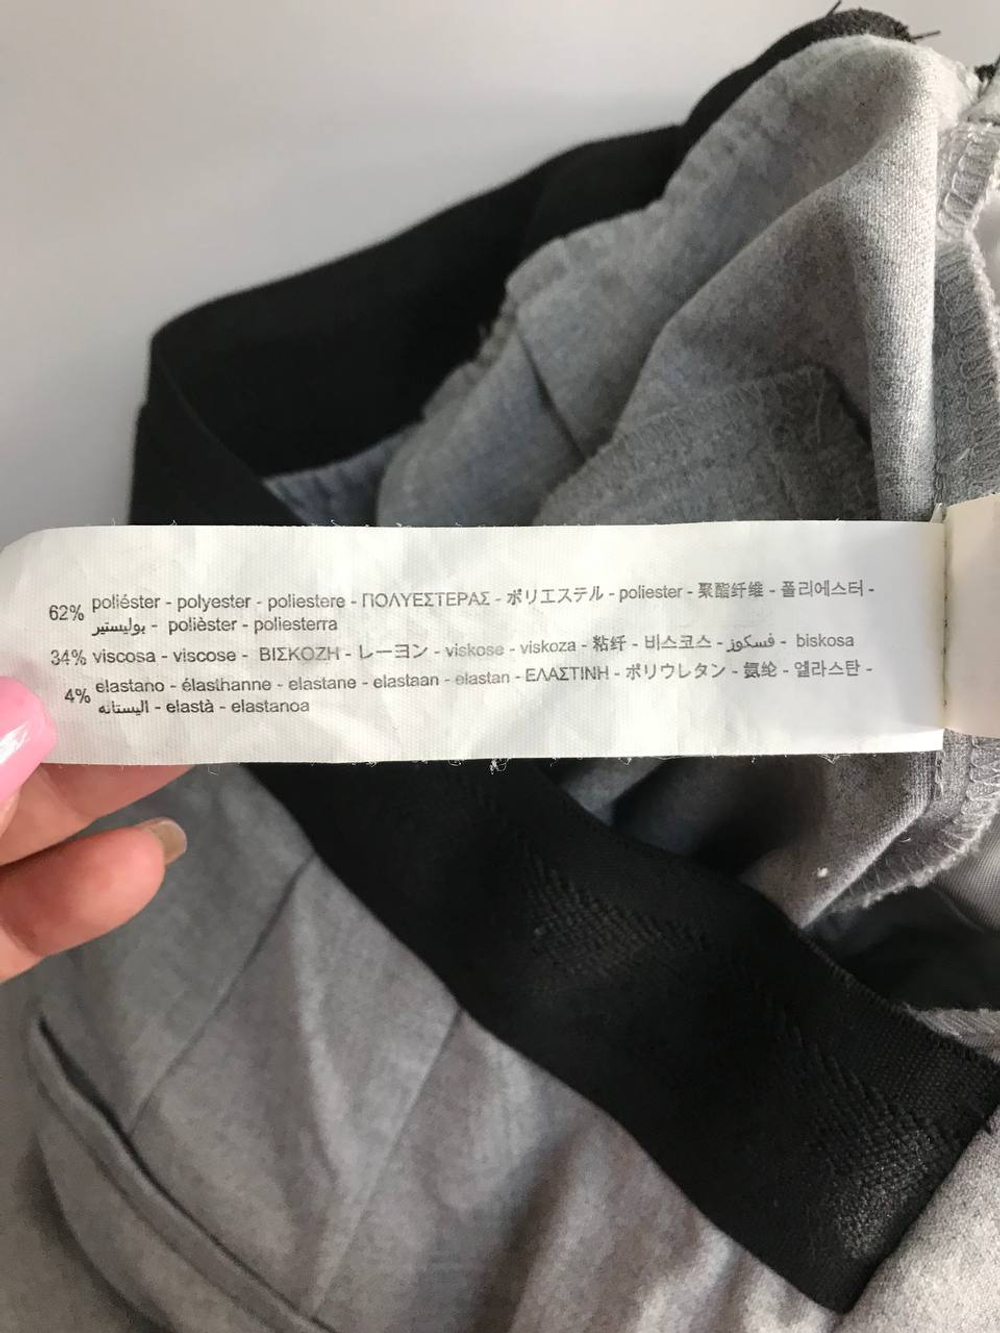 62% poliéster - polyester - poliestere - ΠΟΛΥΕΣΤΕΡΑΣ - ポリエステル - poliester - 聚酯纤维 - 폴리에스터 -
بوليستير - polièster - poliesterra
34% viscosa - viscose - ΒΙΣΚΟΖΗ - レーヨン - viskose - viskoza - 粘纤 - 비스코스 - فسكوز - biskosa
4% elastano - élasthanne - elastane - elastaan - elastan - ΕΛΑΣΤΙΝΗ - ポリウレタン - 氨纶 - 엘라스탄 -
اليستانه - elastà - elastanoa